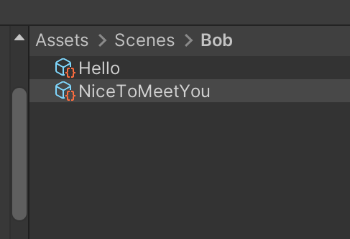 Assets > Scenes > Bob
Hello
NiceToMeetYou